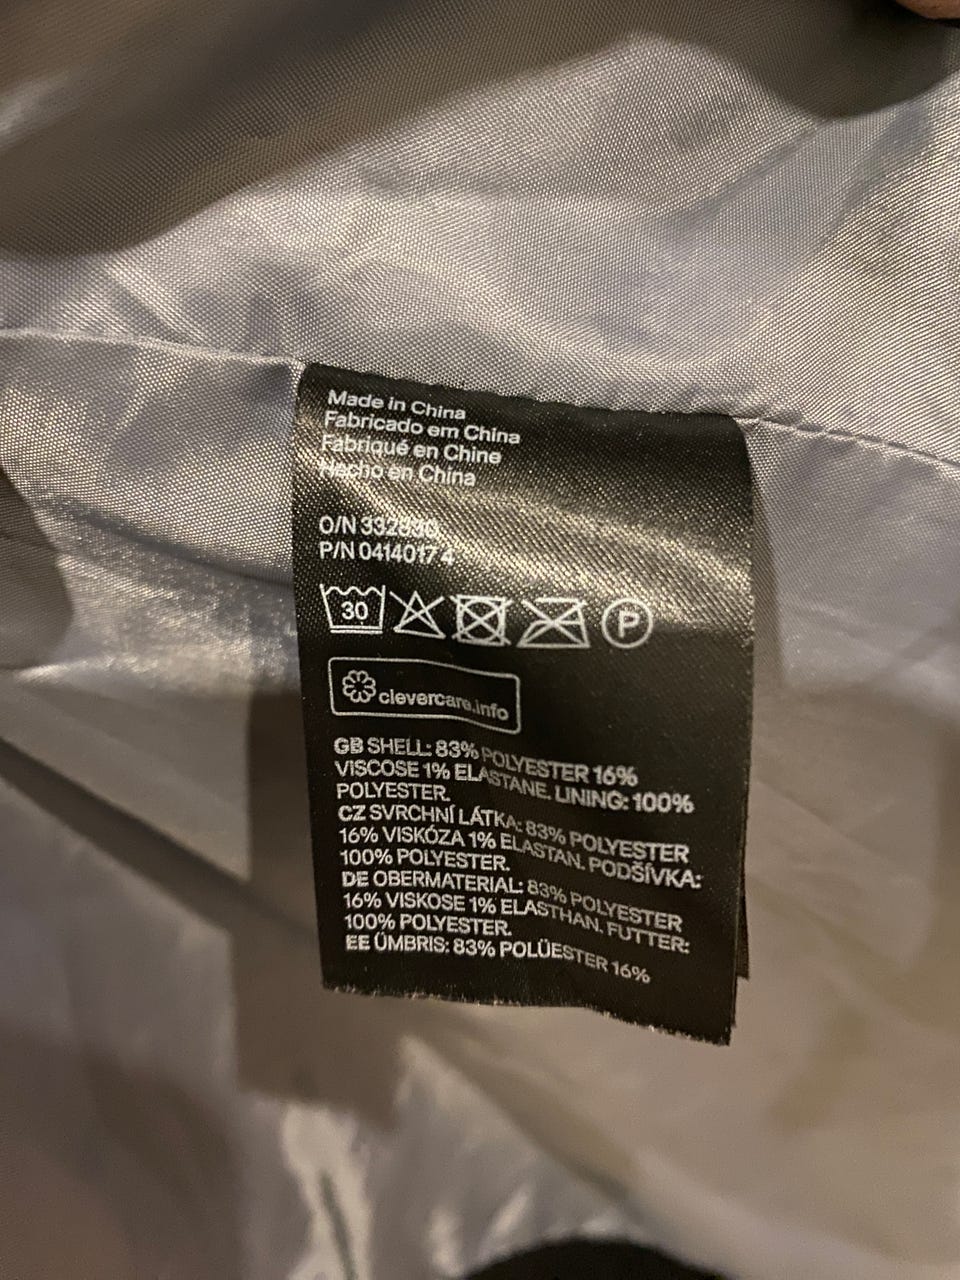 Made in China
Fabricado em China
Fabriqué en Chine
Hecho en China
O/N
P/N 0414017 4
30
P
clevercare.info
GB SHELL: 83% POLYESTER 16%
VISCOSE 1% ELASTANE. LINING: 100%
POLYESTER.
CZ SVRCHNÍ LÁTKA: 83% POLYESTER
16% VISKÓZA 1% ELASTAN. PODŠÍVKA:
100% POLYESTER.
DE OBERMATERIAL: 83% POLYESTER
16% VISKOSE 1% ELASTHAN. FUTTER:
100% POLYESTER.
EE ÜMBRIS: 83% POLÜESTER 16%